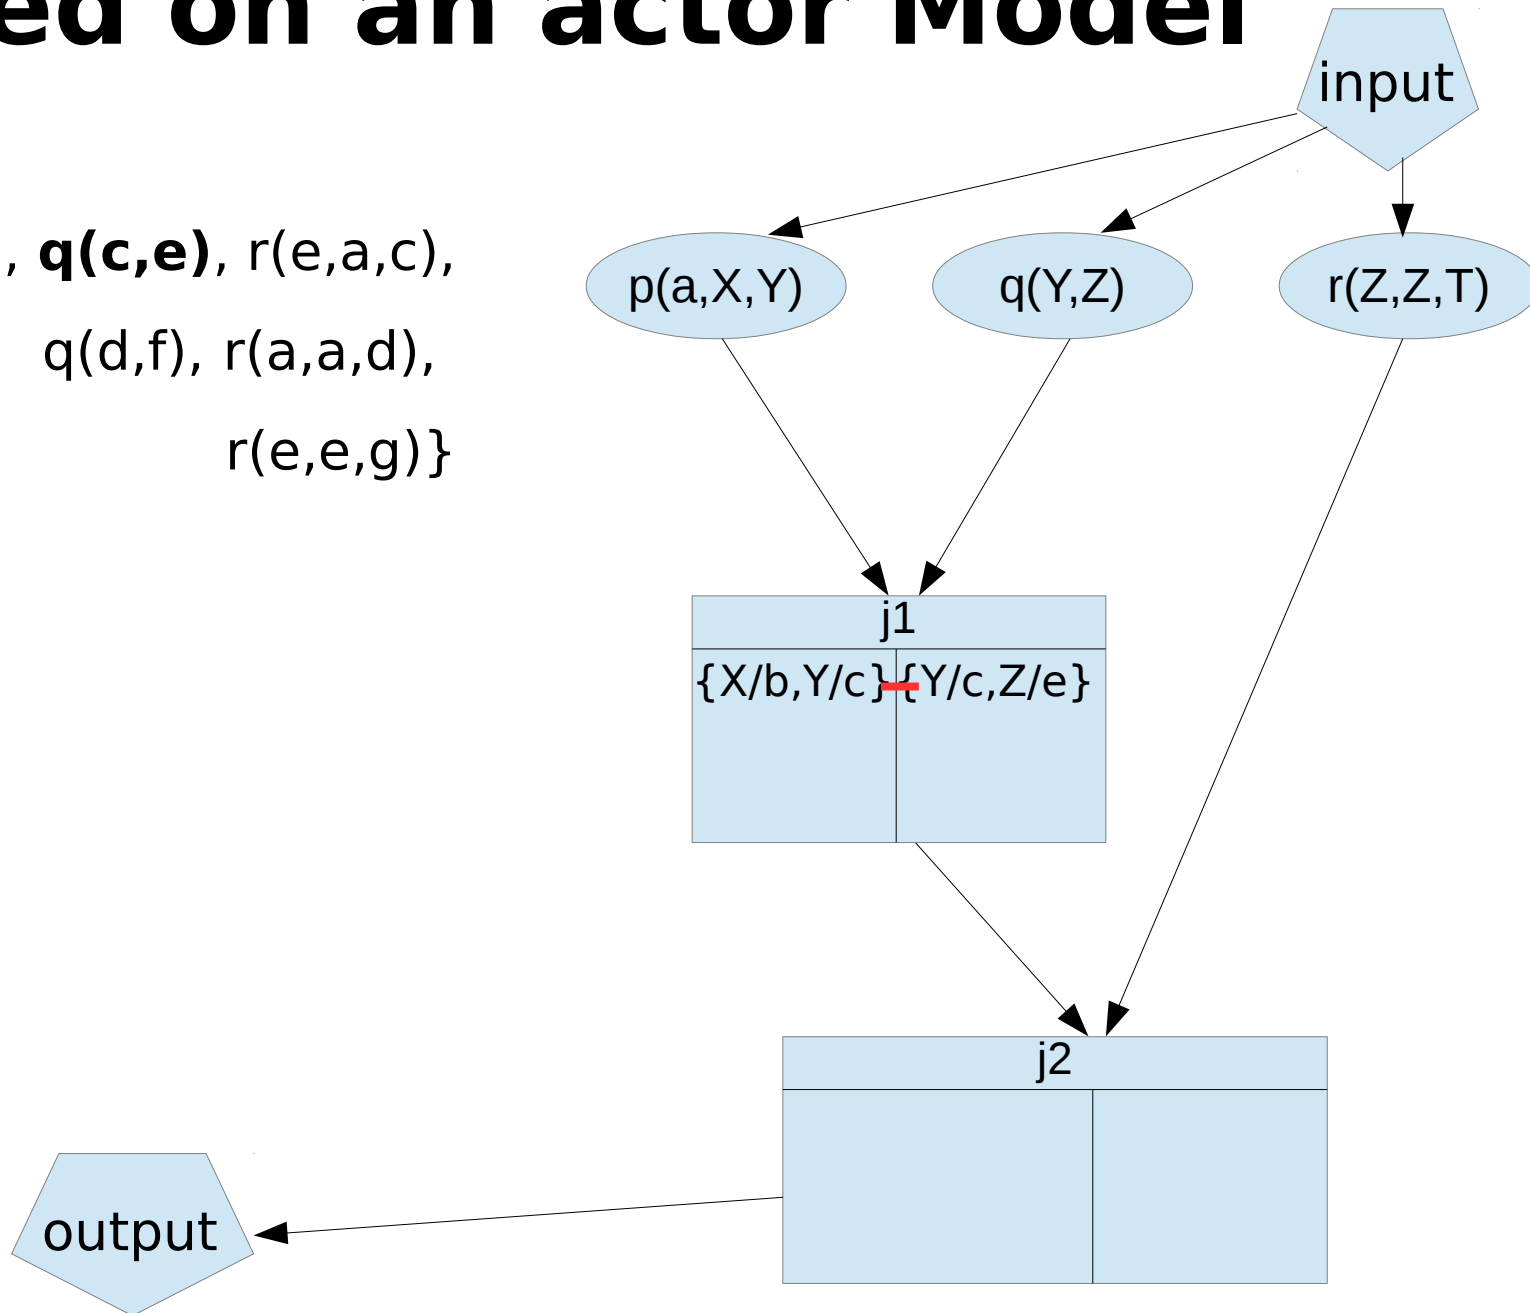 ed on an actor Model
input
, q(c,e), r(e,a,c),
q(d,f), r(a,a,d),
r(e,e,g)}
p(a,X,Y) q(Y,Z) r(Z,Z,T)
j1
{X/b,Y/c} {Y/c,Z/e}
j2
output